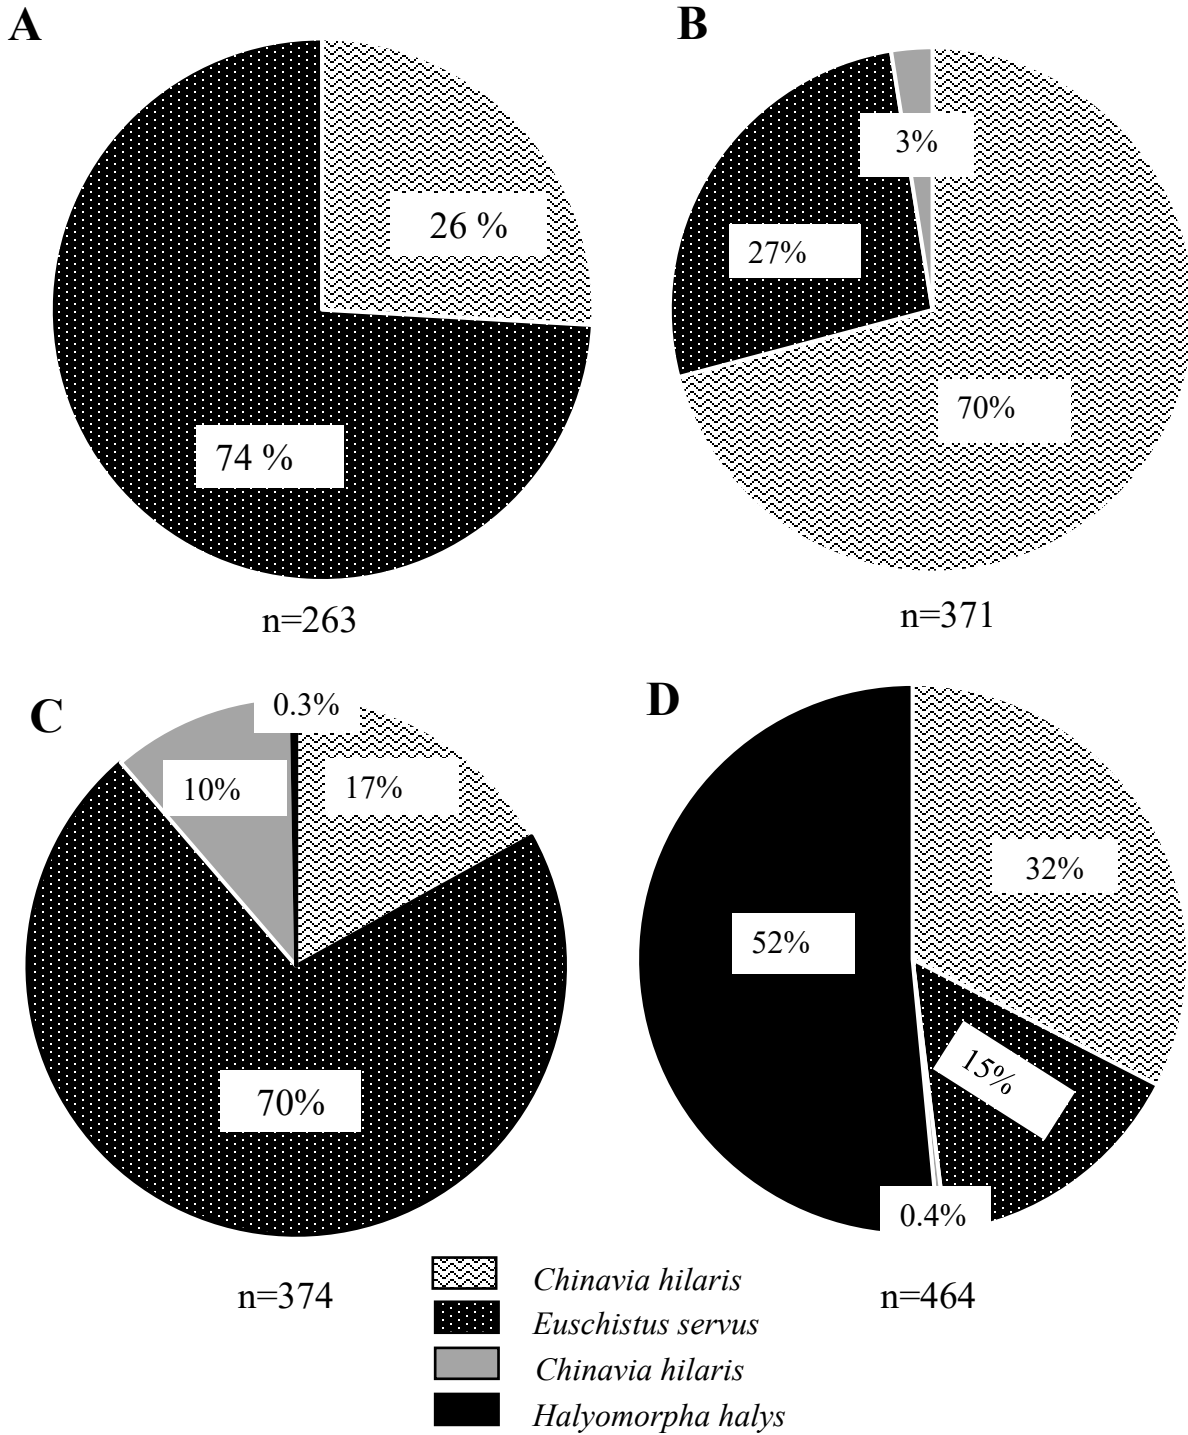 A
B
26 %
74 %
3%
27%
70%
n=263
n=371
C
D
0.3%
10%
17%
70%
32%
52%
15%
0.4%
n=374
n=464
Chinavia hilaris
Euschistus servus
Chinavia hilaris
Halyomorpha halys